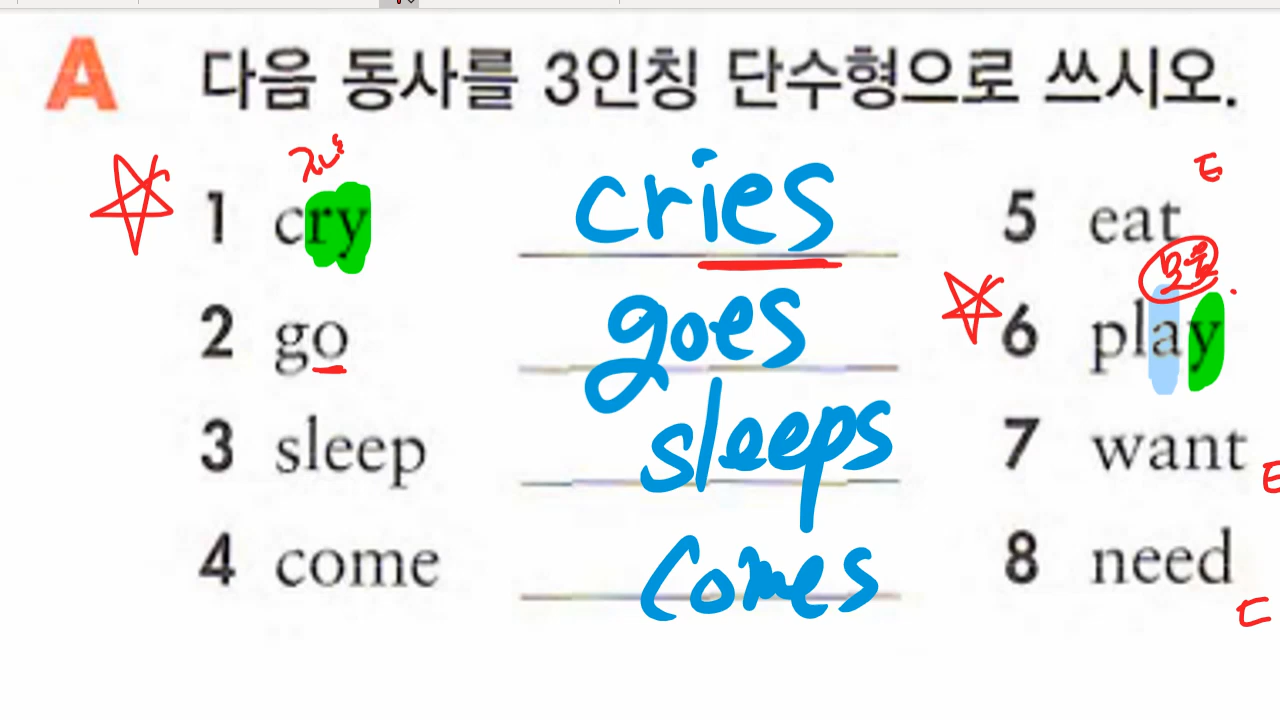 A 다음 동사를 3인칭 단수형으로 쓰시오.
1 cry cries
2 go goes
3 sleep sleeps
4 come comes
ㅌ
5 eat
모음
6 play
7 want
ㅌ
8 need
ㄷ